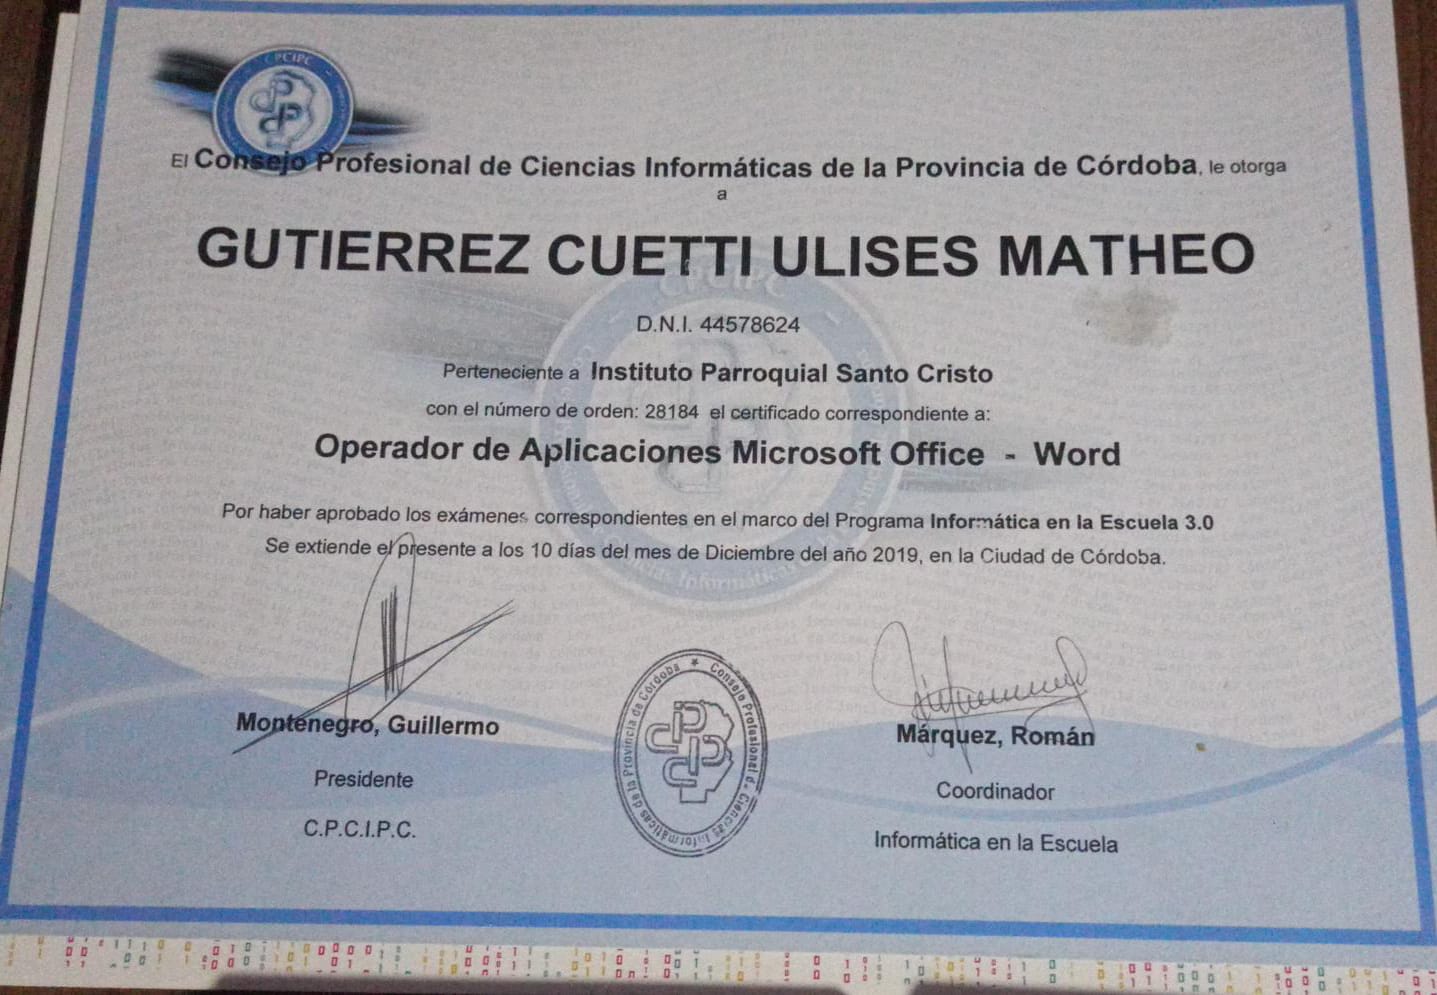 CPCIPC
El Consejo Profesional de Ciencias Informáticas de la Provincia de Córdoba, le otorga
a
GUTIERREZ CUETTI ULISES MATHEO
D.N.I. 44578624
Perteneciente a Instituto Parroquial Santo Cristo
con el número de orden: 28184 el certificado correspondiente a:
Operador de Aplicaciones Microsoft Office - Word
Por haber aprobado los exámenes correspondientes en el marco del Programa Informática en la Escuela 3.0
Se extiende el presente a los 10 días del mes de Diciembre del año 2019, en la Ciudad de Córdoba.
Montenegro, Guillermo
Presidente
C.P.C.I.P.C.
Consejo Profesional de Ciencias Informáticas de la Provincia de Córdoba
Márquez, Román
Coordinador
Informática en la Escuela